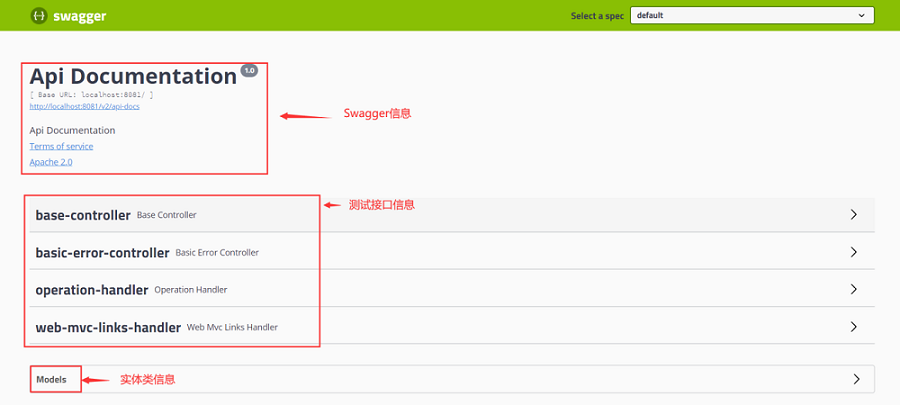 swagger
Select a spec default
Api Documentation 1.0
[ Base URL: localhost:8081/ ]
http://localhost:8081/v2/api-docs
Swagger信息
Api Documentation
Terms of service
Apache 2.0
测试接口信息
base-controller Base Controller
basic-error-controller Basic Error Controller
operation-handler Operation Handler
web-mvc-links-handler Web Mvc Links Handler
Models 实体类信息